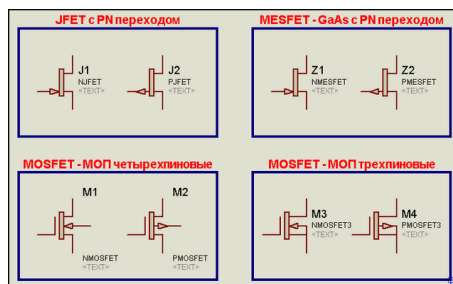 JFET с PN переходом
MESFET - GaAs с PN переходом
J1
NJFET
<TEXT>
J2
PJFET
<TEXT>
Z1
NMESFET
<TEXT>
Z2
PMESFET
<TEXT>
MOSFET - МОП четырехпиновые
MOSFET - МОП трехпиновые
M1
M2
NMOSFET
<TEXT>
PMOSFET
<TEXT>
M3
NMOSFET3
<TEXT>
M4
PMOSFET3
<TEXT>